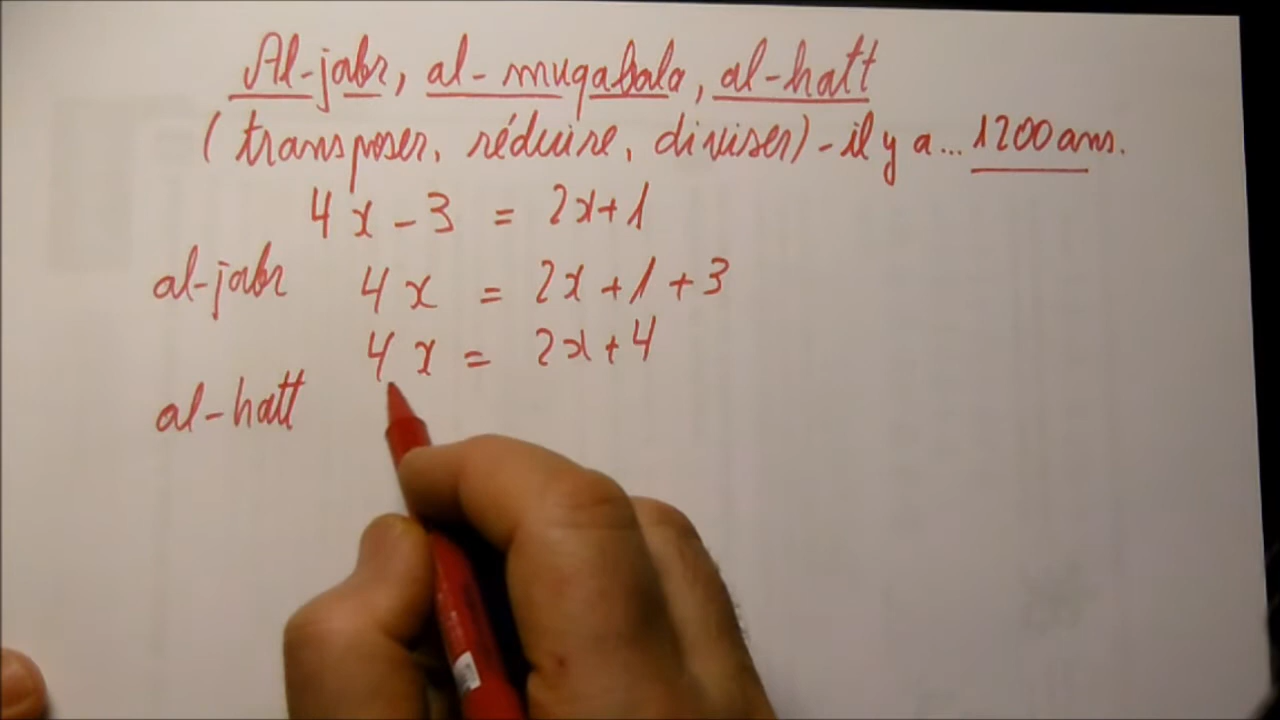 Al-jabr, al-muqabala, al-hatt
(transposer, réduire, diviser) - il y a... 1200 ans.
4x - 3 = 2x+1
al-jabr 4x = 2x+1+3
4x = 2x+4
al-hatt